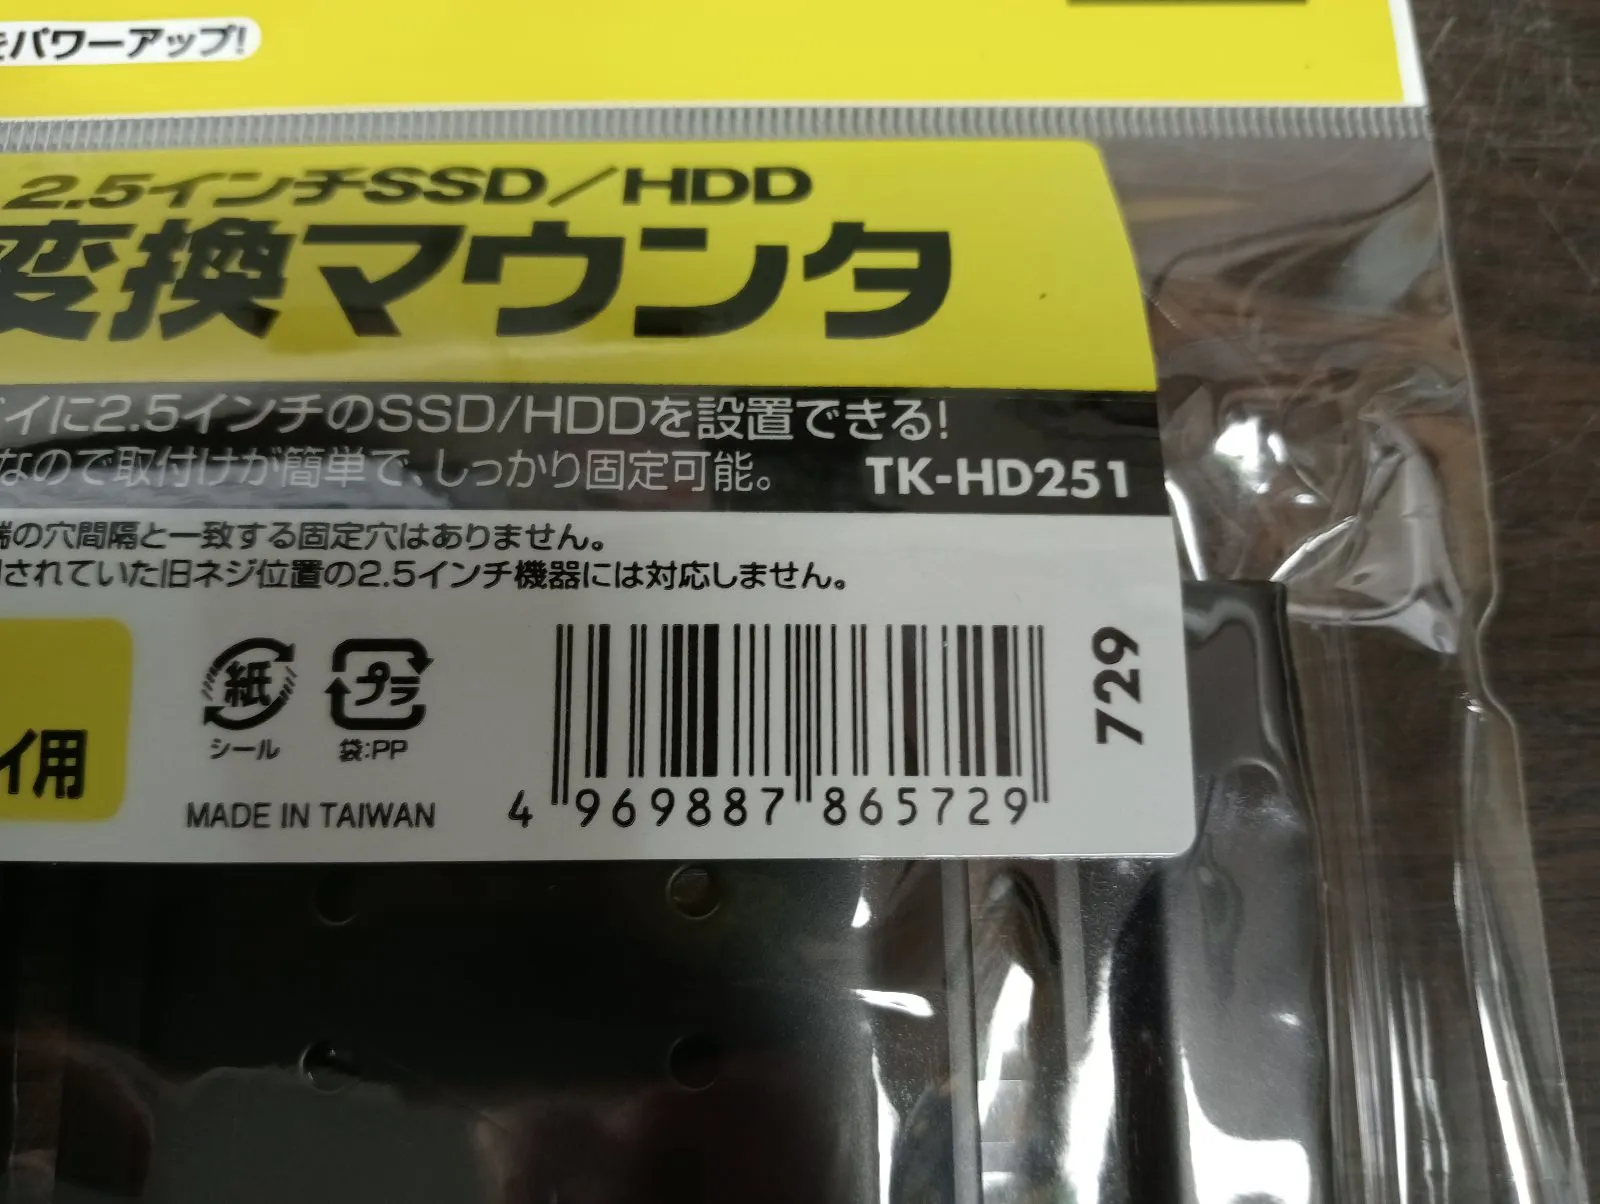 をパワーアップ!
2.5インチSSD/HDD
変換マウンタ
イに2.5インチのSSD/HDDを設置できる!
なので取付けが簡単で、しっかり固定可能。
TK-HD251
端の穴間隔と一致する固定穴はありません。
されていた旧ネジ位置の2.5インチ機器には対応しません。
イ用
紙
シール
プラ
袋:PP
MADE IN TAIWAN
4 969887 865729
729